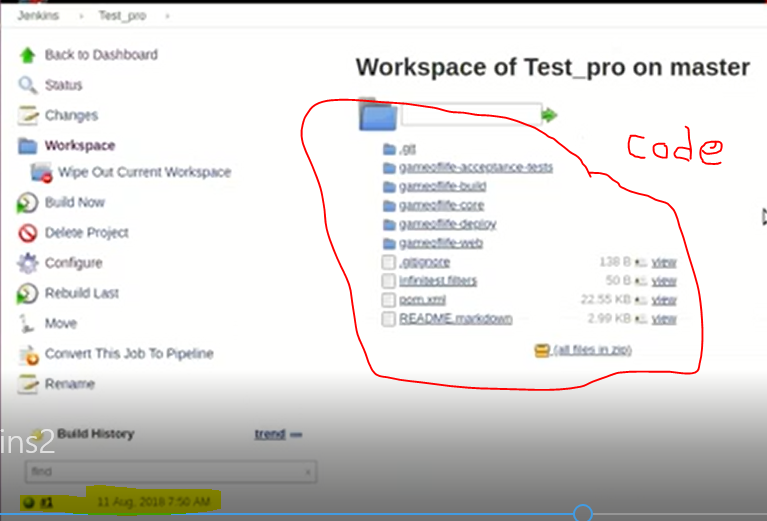 Jenkins › Test_pro ›
Back to Dashboard
Status
Changes
Workspace
Wipe Out Current Workspace
Build Now
Delete Project
Configure
Rebuild Last
Move
Convert This Job To Pipeline
Rename
Build History trend
find x
#1 11 Aug, 2018 7:50 AM
ins2
Workspace of Test_pro on master
code
.git
gameoflife-acceptance-tests
gameoflife-build
gameoflife-core
gameoflife-deploy
gameoflife-web
.gitignore 138 B view
infinitest.filters 50 B view
pom.xml 22.55 KB view
README.markdown 2.99 KB view
(all files in zip)